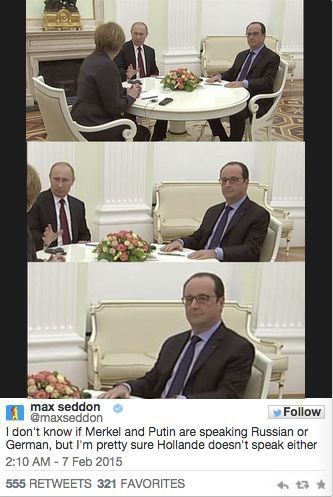 max seddon
@maxseddon
Follow
I don't know if Merkel and Putin are speaking Russian or
German, but I'm pretty sure Hollande doesn't speak either
2:10 AM - 7 Feb 2015
555 RETWEETS 321 FAVORITES